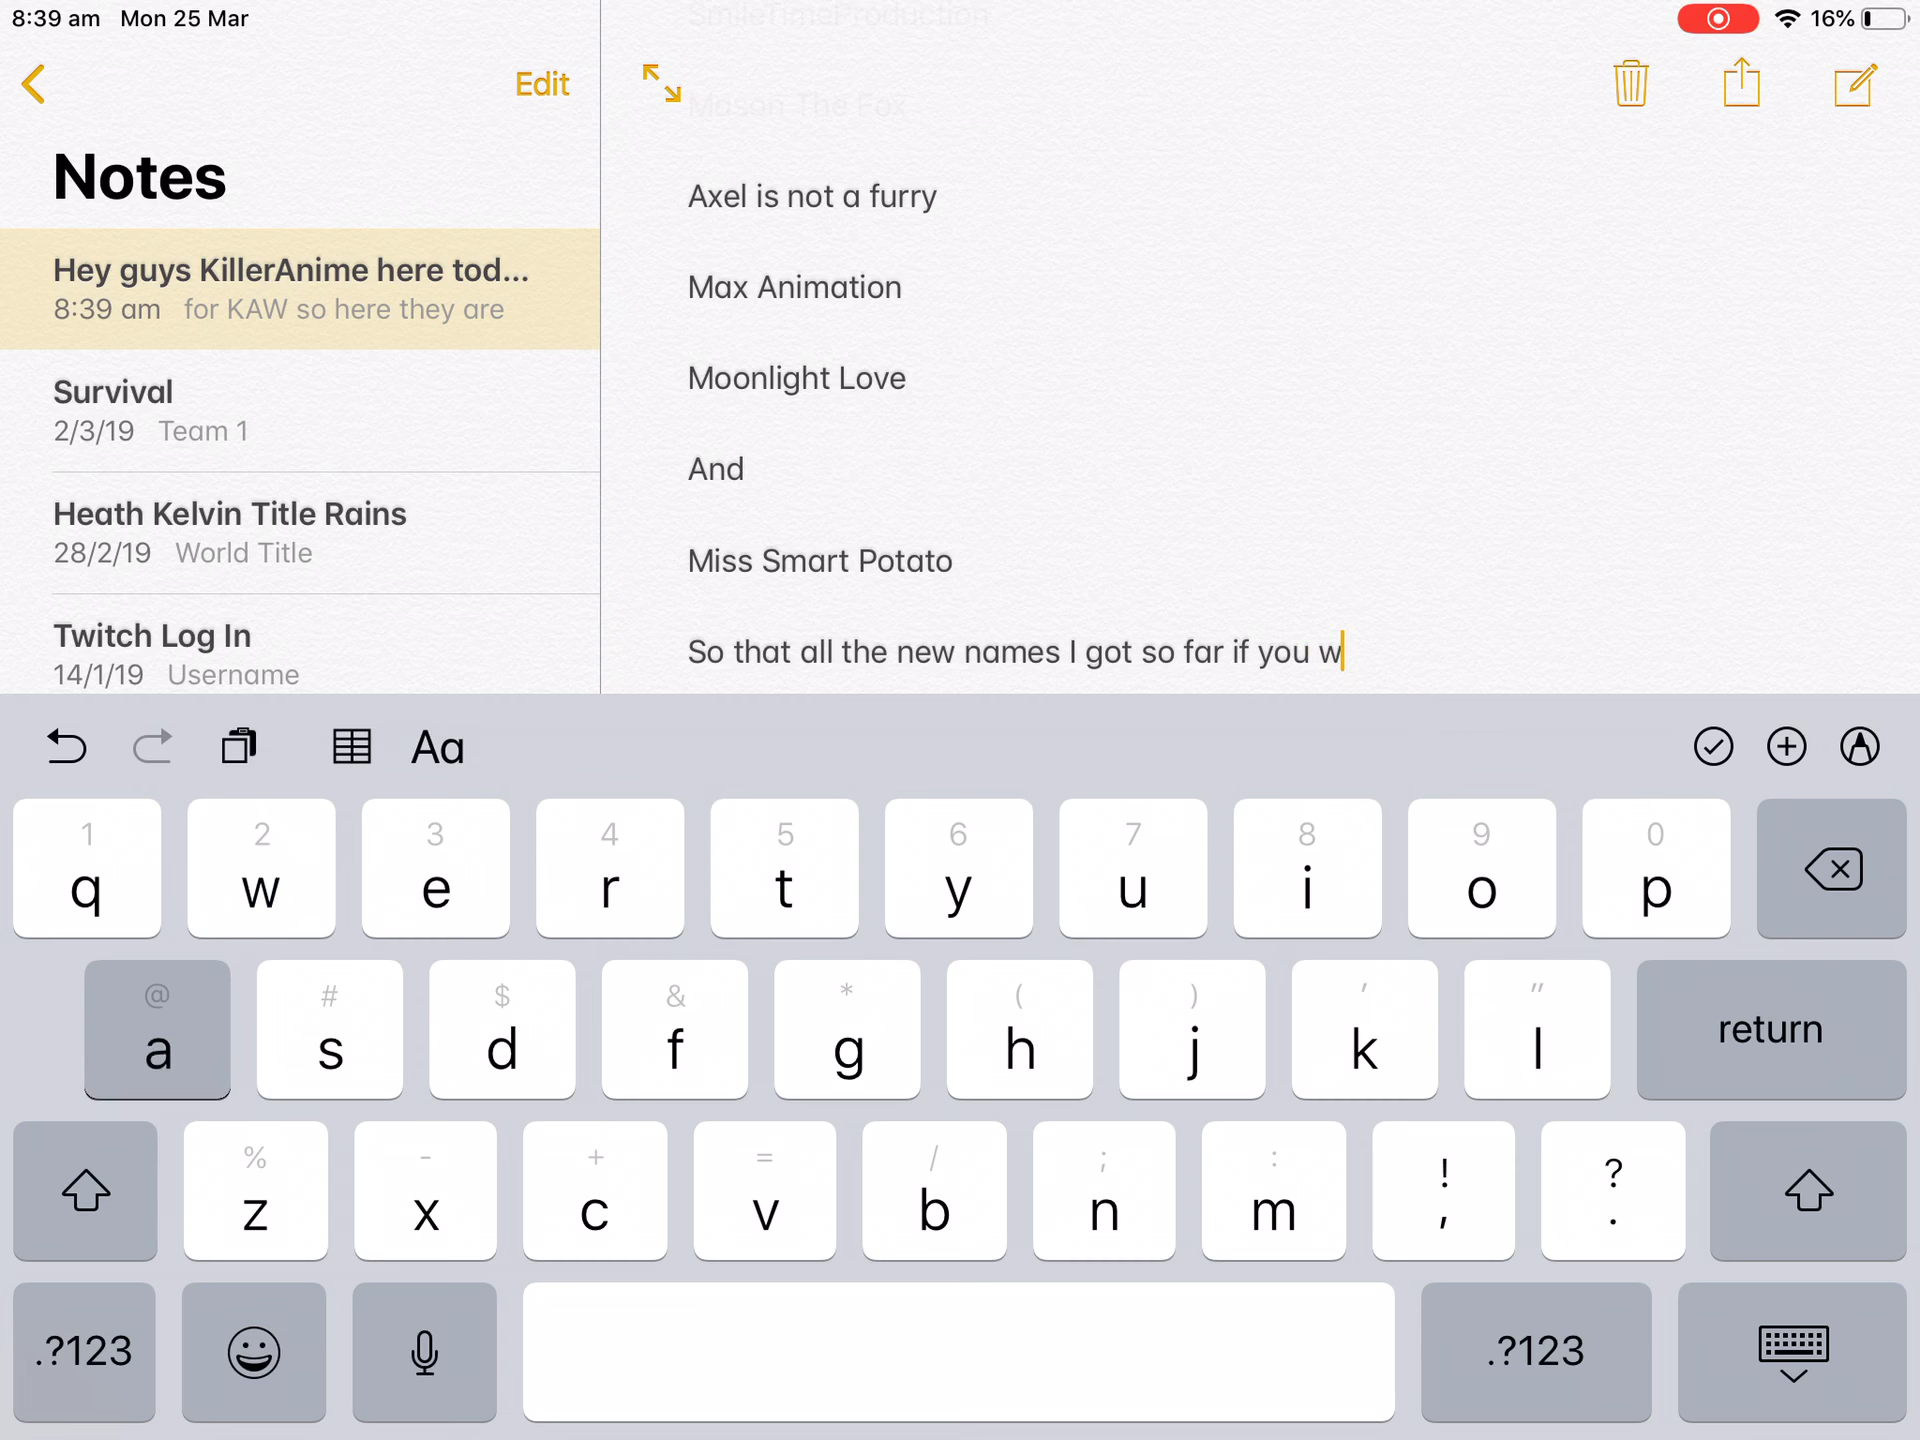 8:39 am Mon 25 Mar
16%
Edit
Notes
Hey guys KillerAnime here tod...
8:39 am for KAW so here they are
Survival
2/3/19 Team 1
Heath Kelvin Title Rains
28/2/19 World Title
Twitch Log In
14/1/19 Username
SmileTimeProduction
Mason The Fox
Axel is not a furry
Max Animation
Moonlight Love
And
Miss Smart Potato
So that all the new names I got so far if you w
Aa
1 2 3 4 5 6 7 8 9 0
q w e r t y u i o p
@ # $ & * ( ) ' "
a s d f g h j k l return
% - + = / ; : ! ?
z x c v b n m , .
.?123 .?123